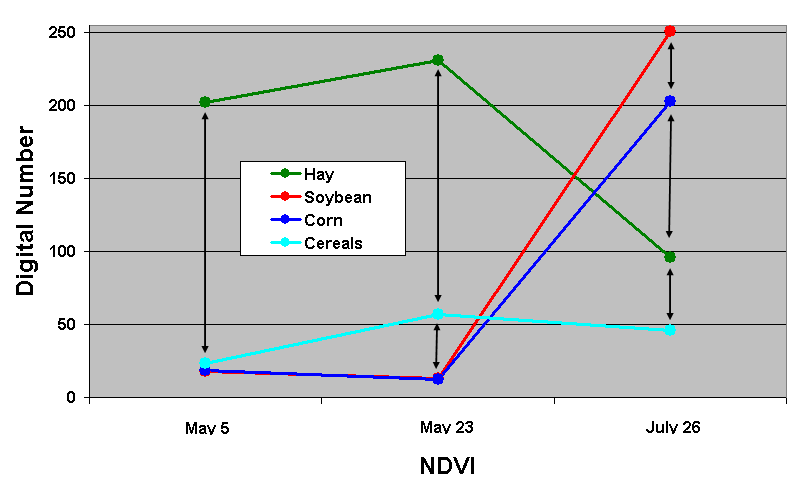 250
200
150
100
50
0
Digital Number
Hay
Soybean
Corn
Cereals
May 5
May 23
July 26
NDVI